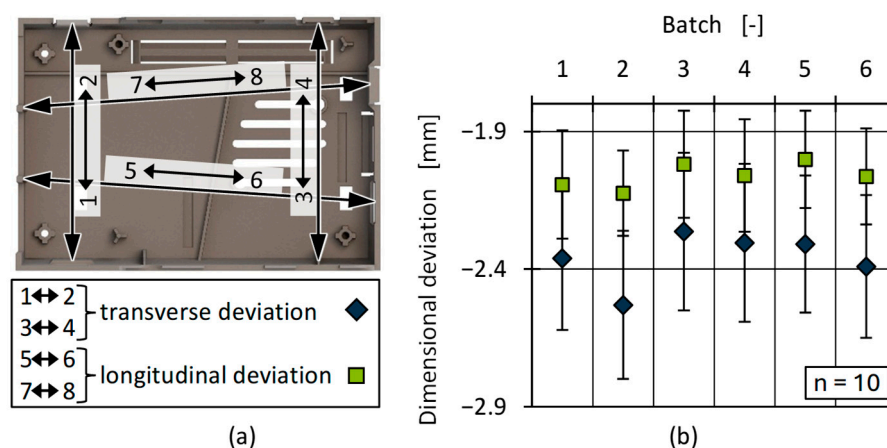 Batch [-]
1 2 3 4 5 6
2 7 8 4
5 6
1 3
−1.9
−2.4
−2.9
Dimensional deviation [mm]
n = 10
1↔2
3↔4
transverse deviation
5↔6
7↔8
longitudinal deviation
(a) (b)